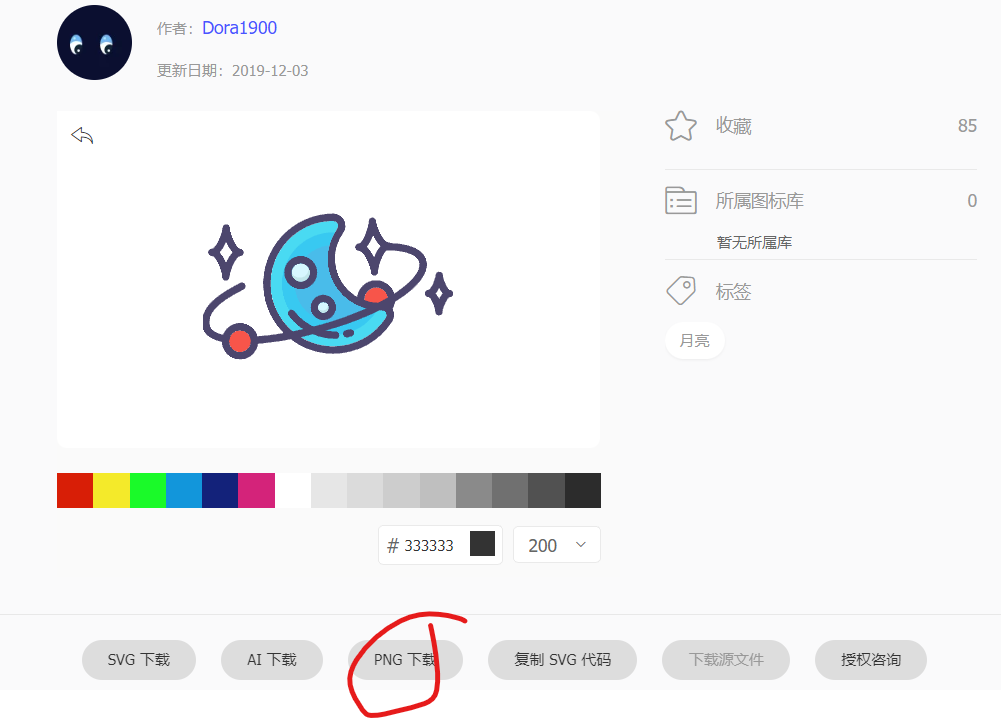 作者：Dora1900
更新日期：2019-12-03
收藏 85
所属图标库 0
暂无所属库
标签
月亮
# 333333 200
SVG 下载 AI 下载 PNG 下载 复制 SVG 代码 下载源文件 授权咨询